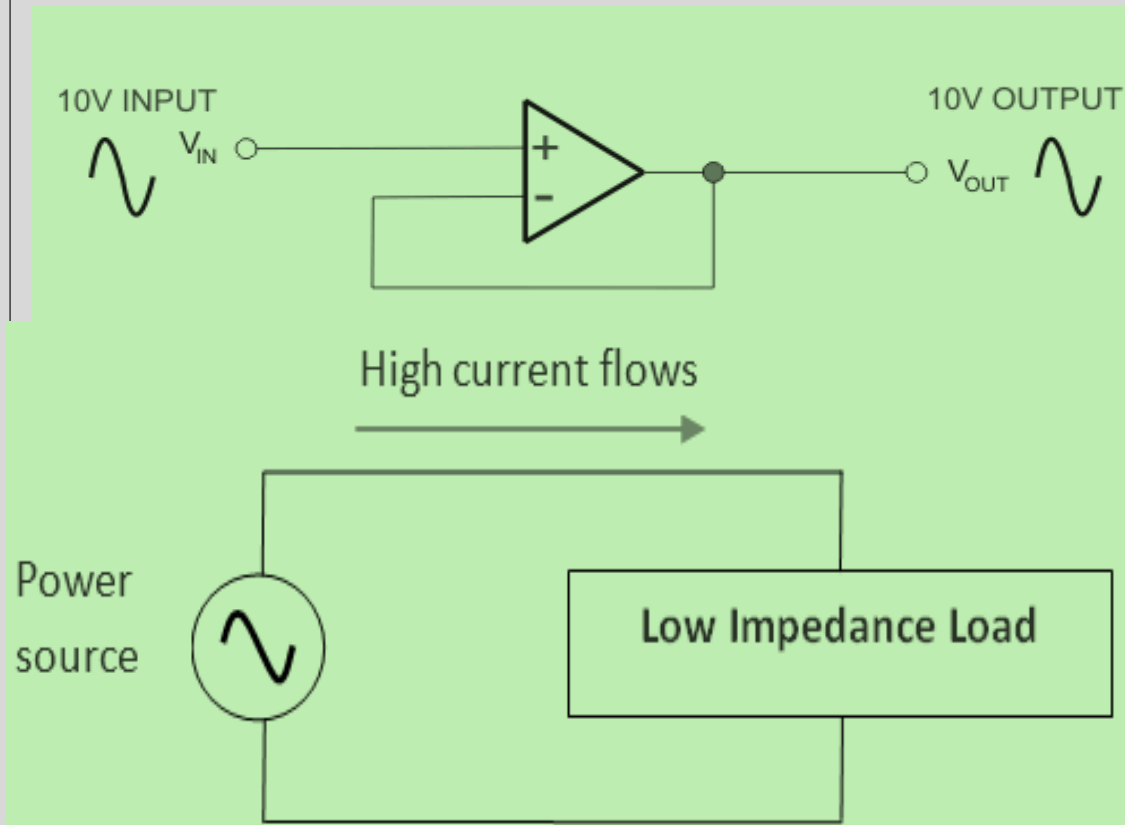 10V INPUT
10V OUTPUT
VIN
+
-
VOUT
High current flows
Power
source
Low Impedance Load